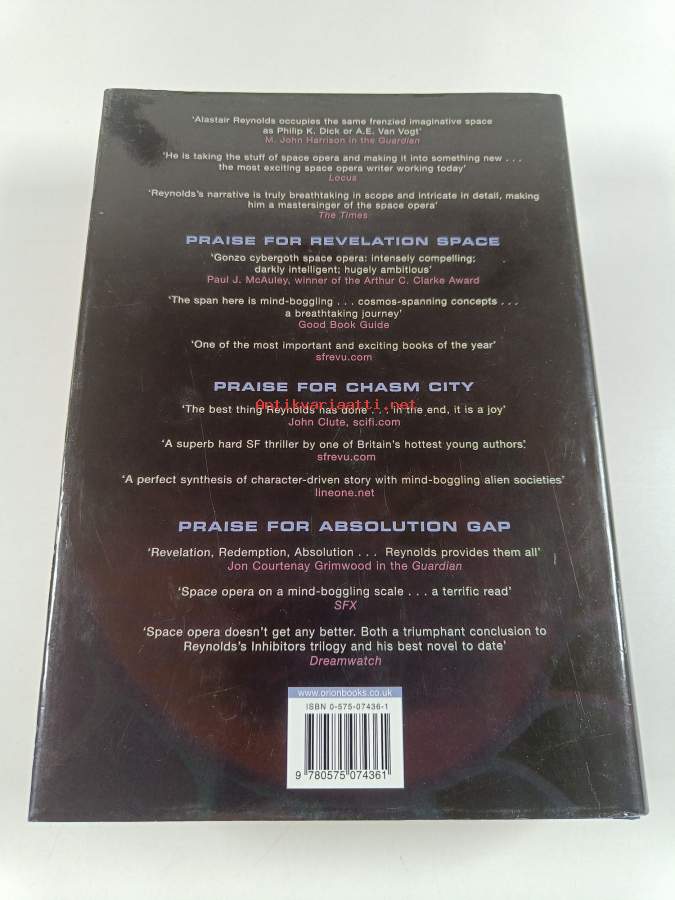 'Alastair Reynolds occupies the same frenzied imaginative space
as Philip K. Dick or A.E. Van Vogt'
M. John Harrison in the Guardian
'He is taking the stuff of space opera and making it into something new . . .
the most exciting space opera writer working today'
Locus
'Reynolds's narrative is truly breathtaking in scope and intricate in detail, making
him a mastersinger of the space opera'
The Times
PRAISE FOR REVELATION SPACE
'Gonzo cybergoth space opera: intensely compelling;
darkly intelligent; hugely ambitious'
Paul J. McAuley, winner of the Arthur C. Clarke Award
'The span here is mind-boggling . . . cosmos-spanning concepts . . .
a breathtaking journey'
Good Book Guide
'One of the most important and exciting books of the year'
sfrevu.com
PRAISE FOR CHASM CITY
Antikvariaatti.net
'The best thing Reynolds has done . . . in the end, it is a joy'
John Clute, scifi.com
'A superb hard SF thriller by one of Britain's hottest young authors'
sfrevu.com
'A perfect synthesis of character-driven story with mind-boggling alien societies'
lineone.net
PRAISE FOR ABSOLUTION GAP
'Revelation, Redemption, Absolution . . . Reynolds provides them all'
Jon Courtenay Grimwood in the Guardian
'Space opera on a mind-boggling scale . . . a terrific read'
SFX
'Space opera doesn't get any better. Both a triumphant conclusion to
Reynolds's Inhibitors trilogy and his best novel to date'
Dreamwatch
www.orionbooks.co.uk
ISBN 0-575-07436-1
9 780575 074361